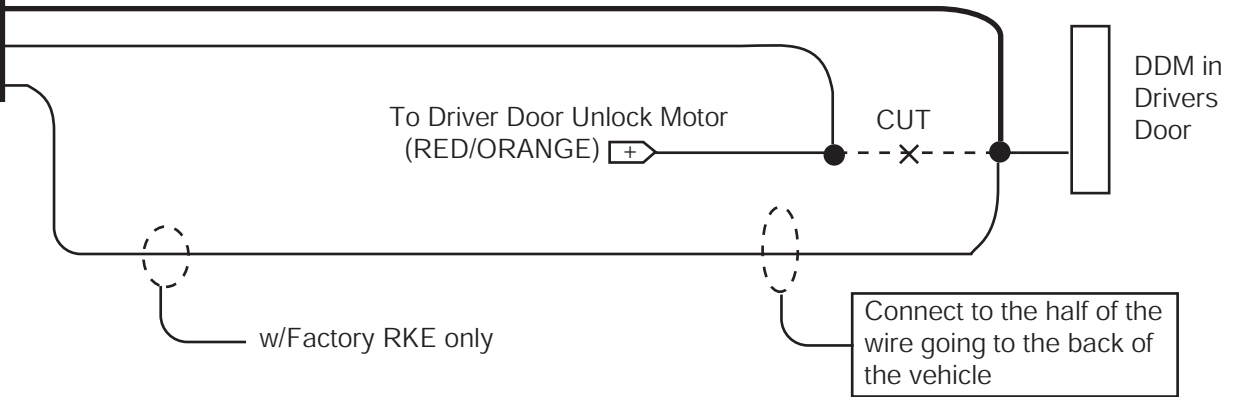 DDM in
Drivers
Door
To Driver Door Unlock Motor
(RED/ORANGE) +
CUT
w/Factory RKE only
Connect to the half of the
wire going to the back of
the vehicle